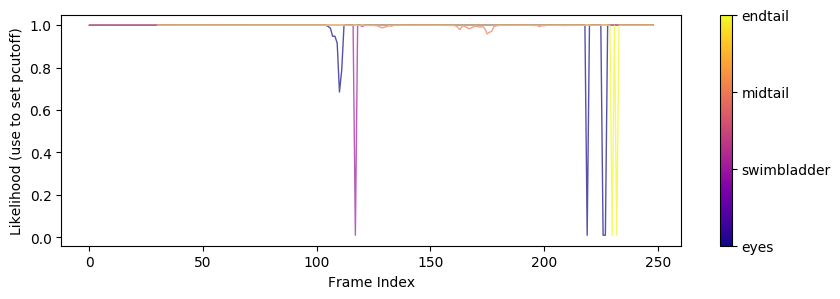 Likelihood (use to set pcutoff)
1.0
0.8
0.6
0.4
0.2
0.0
0
50
100
150
200
250
Frame Index
endtail
midtail
swimbladder
eyes